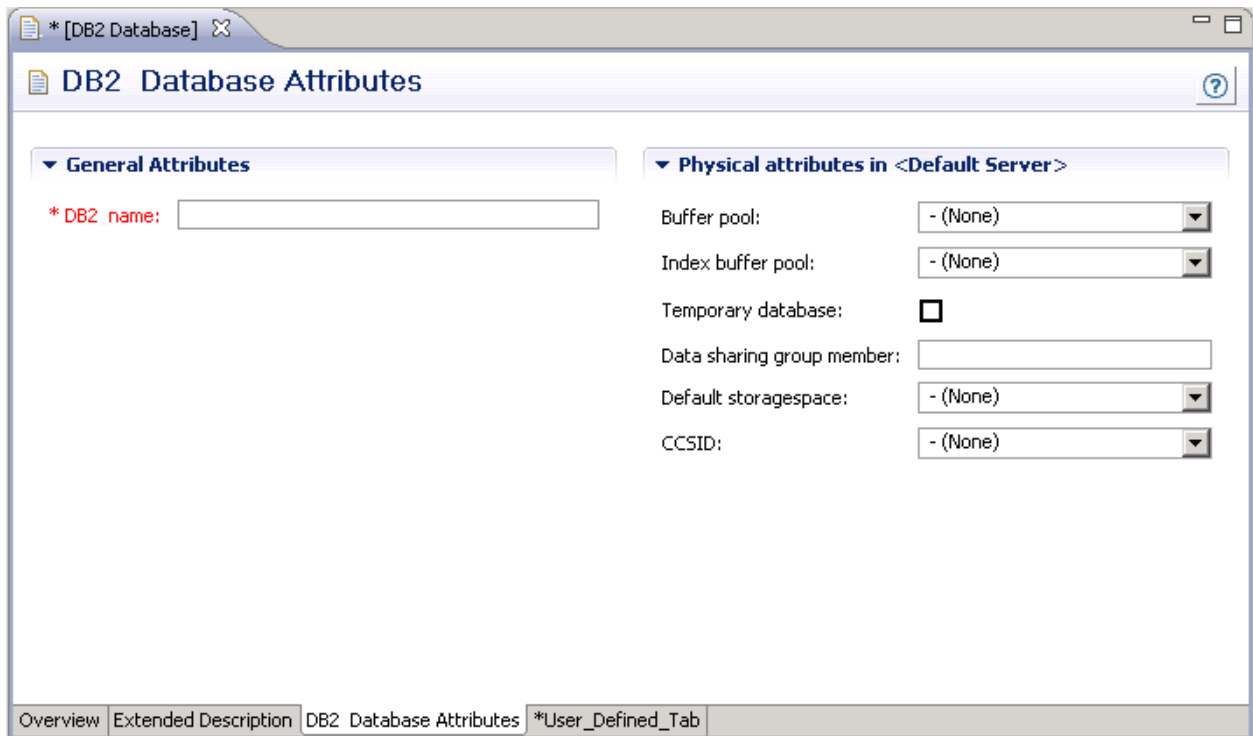 * [DB2 Database]
DB2 Database Attributes
General Attributes
* DB2 name:
Physical attributes in <Default Server>
Buffer pool: - (None)
Index buffer pool: - (None)
Temporary database:
Data sharing group member:
Default storagespace: - (None)
CCSID: - (None)
Overview Extended Description DB2 Database Attributes *User_Defined_Tab